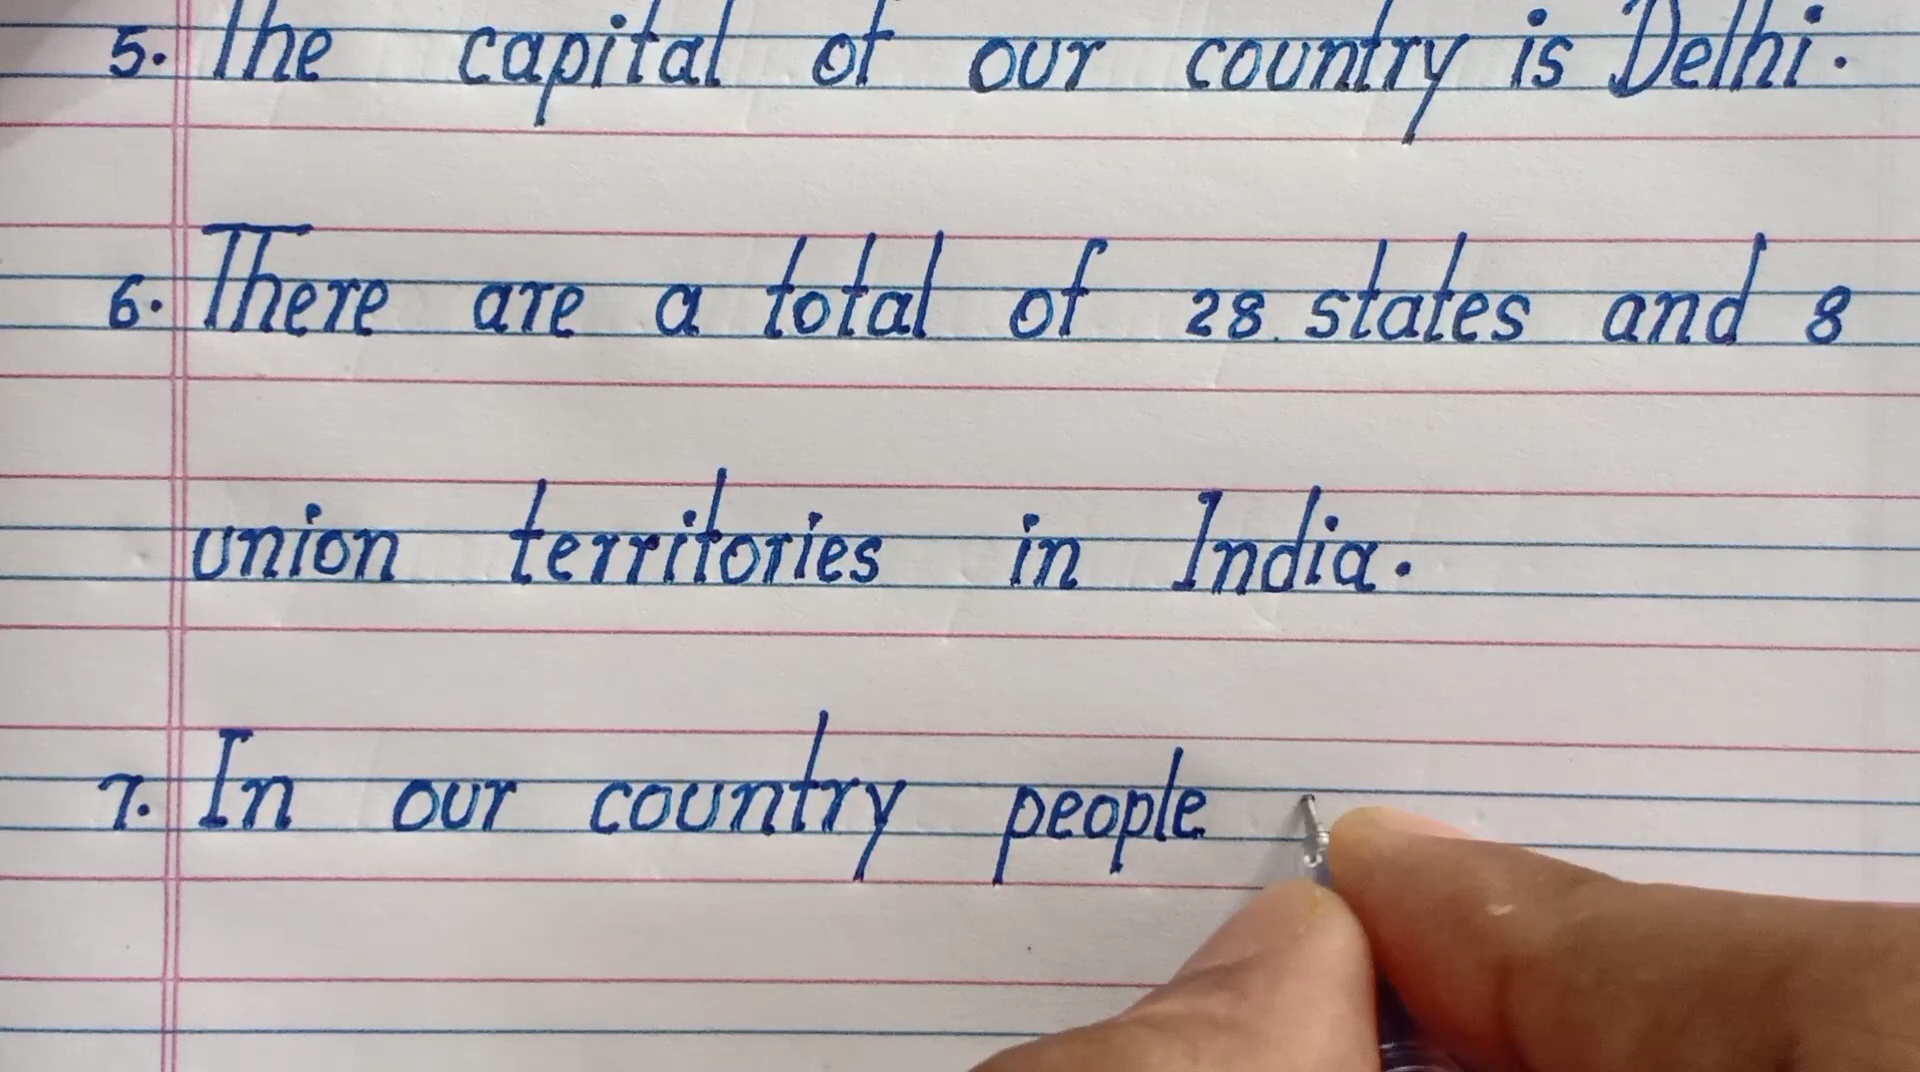 5. The capital of our country is Delhi.
6. There are a total of 28 states and 8
union territories in India.
7. In our country people